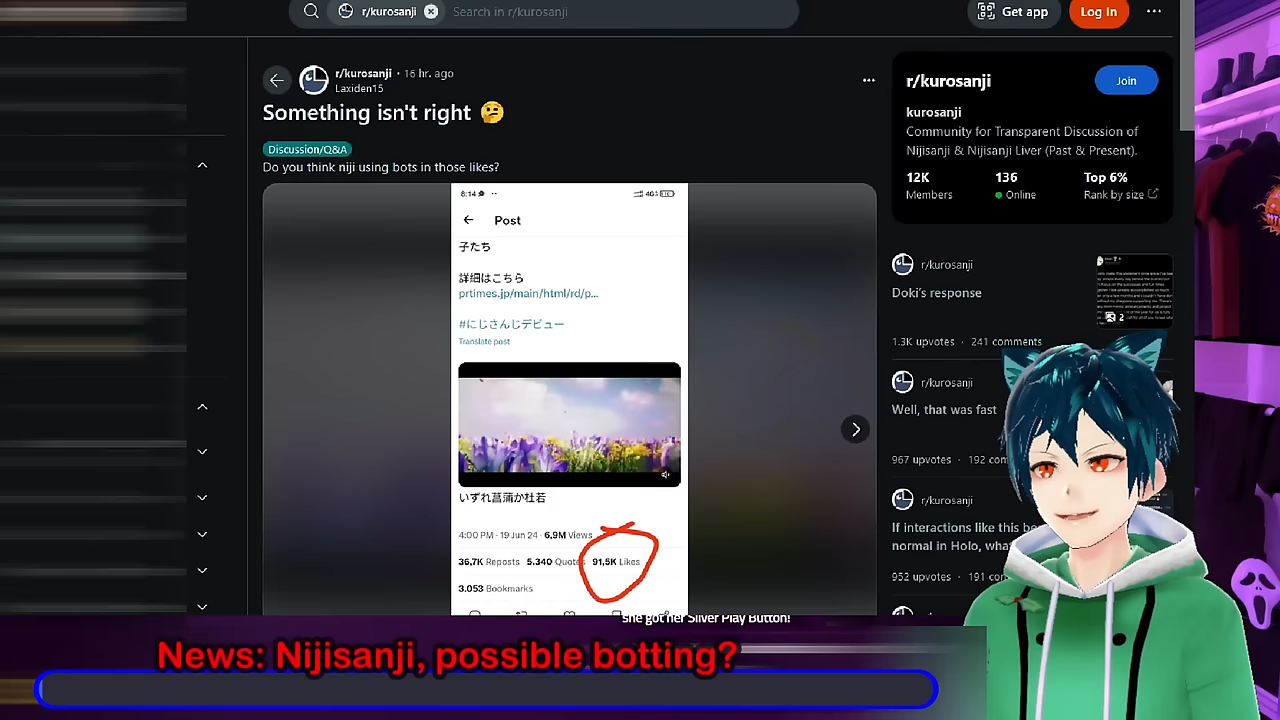 r/kurosanji
Search in r/kurosanji
Get app
Log In
r/kurosanji • 16 hr. ago
Laxiden15
Something isn't right 🤔
Discussion/Q&A
Do you think niji using bots in those likes?
8:14
Post
子たち
詳細はこちら
prtimes.jp/main/html/rd/p...
#にじさんじデビュー
Translate post
いずれ菖蒲か杜若
4:00 PM · 19 Jun 24 · 6,9M Views
36,7K Reposts 5.340 Quotes 91,5K Likes
3.053 Bookmarks
r/kurosanji
Join
kurosanji
Community for Transparent Discussion of
Nijisanji & Nijisanji Liver (Past & Present).
12K 136 Top 6%
Members Online Rank by size
r/kurosanji
Doki's response
2
1.3K upvotes · 241 comments
r/kurosanji
Well, that was fast
967 upvotes · 192 com
r/kurosanji
If interactions like this be
normal in Holo, wha
952 upvotes · 191 con
she got her Silver Play Button!
News: Nijisanji, possible botting?